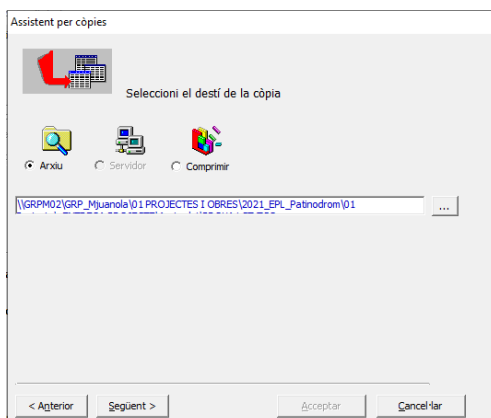 Assistent per còpies
Seleccioni el destí de la còpia
Arxiu
Servidor
Comprimir
\\GRPM02\GRP_Mjuanola\01 PROJECTES I OBRES\2021_EPL_Patinodrom\01
...
< Anterior
Següent >
Acceptar
Cancel·lar